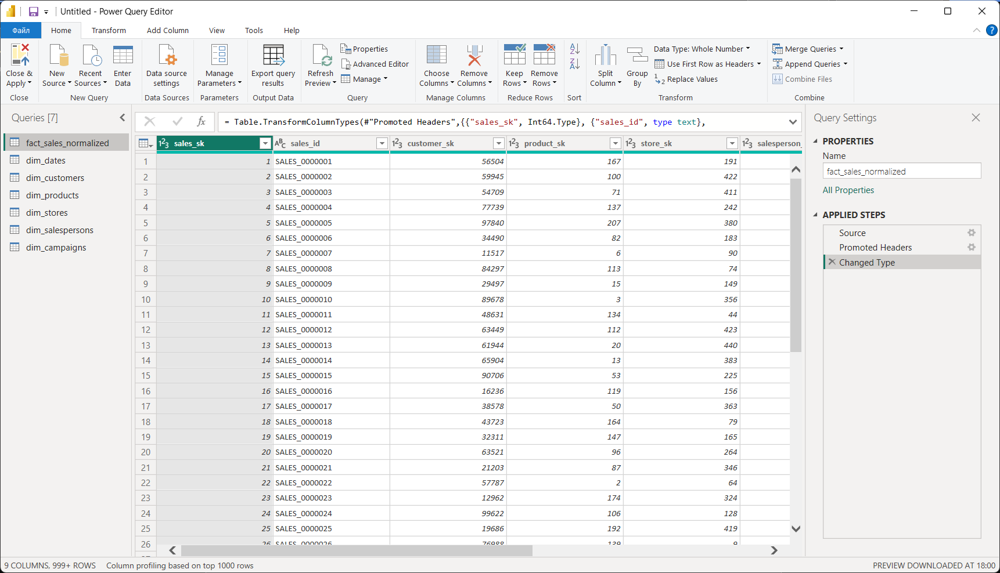 Untitled - Power Query Editor
Файл Home Transform Add Column View Tools Help
Close & Apply
New Source
Recent Sources
Enter Data
Data source settings
Manage Parameters
Export query results
Refresh Preview
Properties
Advanced Editor
Manage
Choose Columns
Remove Columns
Keep Rows
Remove Rows
Split Column
Group By
Data Type: Whole Number
Use First Row as Headers
Replace Values
Merge Queries
Append Queries
Combine Files
Close New Query Data Sources Parameters Output Data Query Manage Columns Reduce Rows Sort Transform Combine
Queries [7]
fact_sales_normalized
dim_dates
dim_customers
dim_products
dim_stores
dim_salespersons
dim_campaigns
fx = Table.TransformColumnTypes(#"Promoted Headers",{{"sales_sk", Int64.Type}, {"sales_id", type text},
123 sales_sk ABC sales_id 123 customer_sk 123 product_sk 123 store_sk 123 salesperson_
1 1 SALES_0000001 56504 167 191
2 2 SALES_0000002 59945 100 422
3 3 SALES_0000003 54709 71 411
4 4 SALES_0000004 77739 137 242
5 5 SALES_0000005 97840 207 380
6 6 SALES_0000006 34490 82 183
7 7 SALES_0000007 11517 6 90
8 8 SALES_0000008 84297 113 74
9 9 SALES_0000009 29497 15 149
10 10 SALES_0000010 89678 3 356
11 11 SALES_0000011 48631 134 44
12 12 SALES_0000012 63449 112 423
13 13 SALES_0000013 61944 20 440
14 14 SALES_0000014 65904 13 383
15 15 SALES_0000015 90706 53 225
16 16 SALES_0000016 16236 119 156
17 17 SALES_0000017 38578 50 363
18 18 SALES_0000018 43723 164 79
19 19 SALES_0000019 32311 147 165
20 20 SALES_0000020 63521 96 264
21 21 SALES_0000021 21203 87 346
22 22 SALES_0000022 57787 2 64
23 23 SALES_0000023 12962 174 324
24 24 SALES_0000024 99622 106 128
25 25 SALES_0000025 19686 192 419
26 26 SALES_0000026 76988 139 9
Query Settings
PROPERTIES
Name
fact_sales_normalized
All Properties
APPLIED STEPS
Source
Promoted Headers
Changed Type
9 COLUMNS, 999+ ROWS Column profiling based on top 1000 rows PREVIEW DOWNLOADED AT 18:00